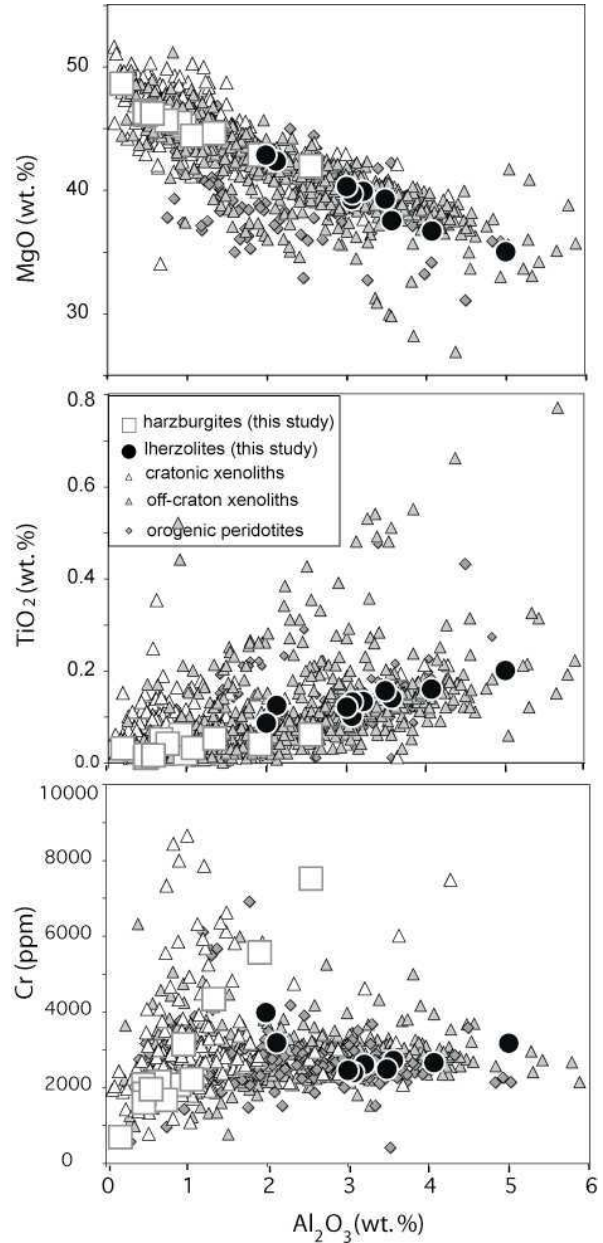 50
40
30
MgO (wt. %)
0.8
0.6
0.4
0.2
0.0
TiO2 (wt. %)
harzburgites (this study)
lherzolites (this study)
cratonic xenoliths
off-craton xenoliths
orogenic peridotites
10000
8000
6000
4000
2000
0
Cr (ppm)
0 1 2 3 4 5 6
Al2O3 (wt. %)